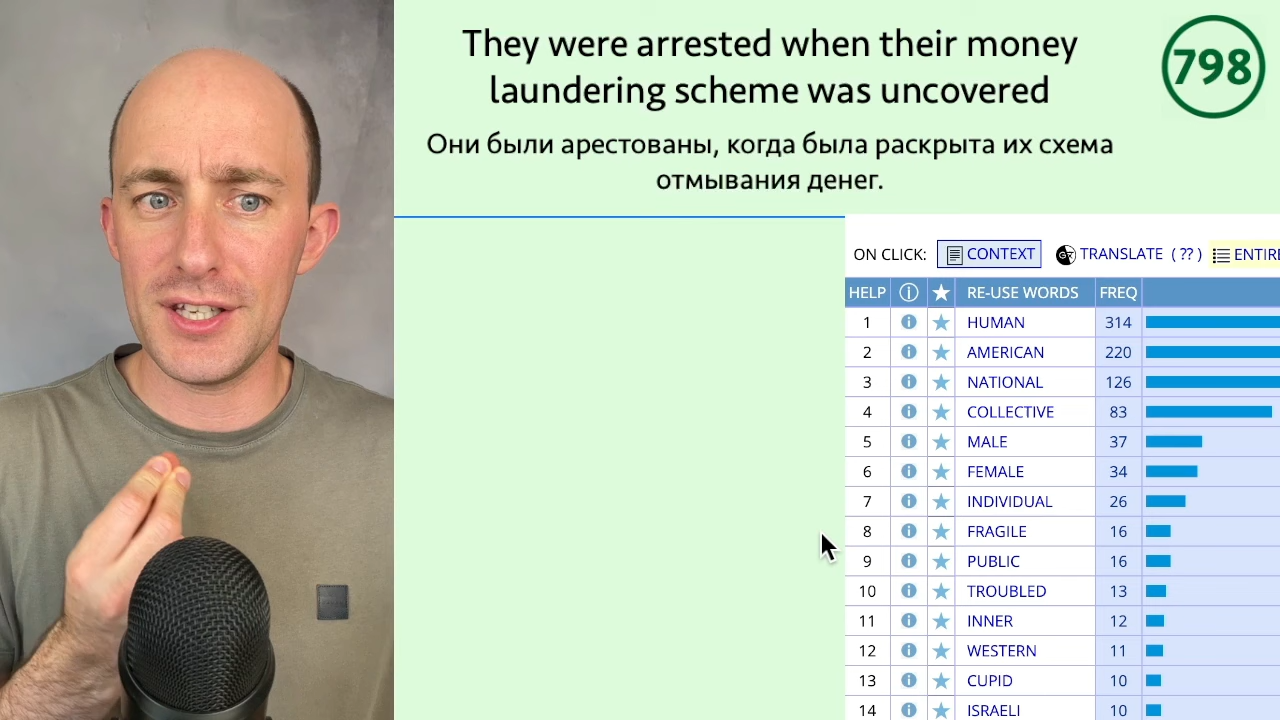 They were arrested when their money
laundering scheme was uncovered
798
Они были арестованы, когда была раскрыта их схема
отмывания денег.
ON CLICK: CONTEXT TRANSLATE (??) ENTIRE
HELP RE-USE WORDS FREQ
1 HUMAN 314
2 AMERICAN 220
3 NATIONAL 126
4 COLLECTIVE 83
5 MALE 37
6 FEMALE 34
7 INDIVIDUAL 26
8 FRAGILE 16
9 PUBLIC 16
10 TROUBLED 13
11 INNER 12
12 WESTERN 11
13 CUPID 10
14 ISRAELI 10